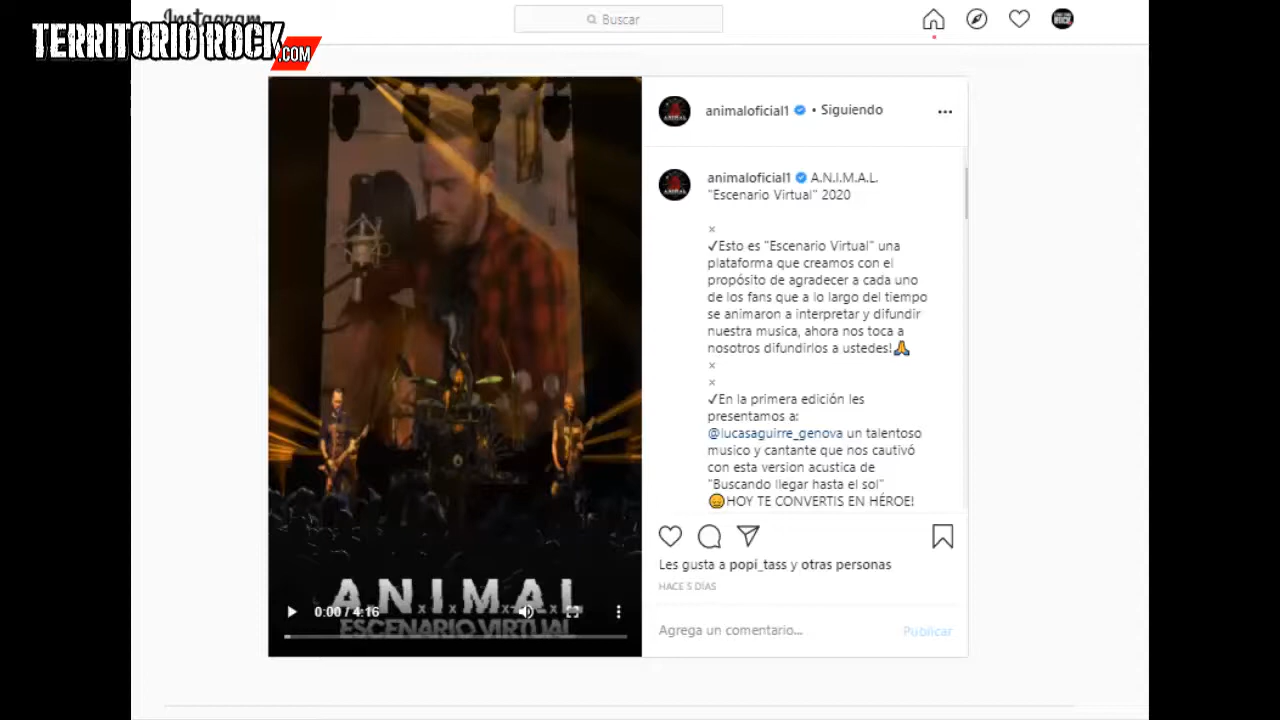 Instagram
Buscar
TERRITORIO ROCK
.COM
animaloficial1 • Siguiendo
animaloficial1 A.N.I.M.A.L.
"Escenario Virtual" 2020
×
✓Esto es "Escenario Virtual" una
plataforma que creamos con el
propósito de agradecer a cada uno
de los fans que a lo largo del tiempo
se animaron a interpretar y difundir
nuestra musica, ahora nos toca a
nosotros difundirlos a ustedes!🙏
×
×
✓En la primera edición les
presentamos a:
@lucasaguirre_genova un talentoso
musico y cantante que nos cautivó
con esta version acustica de
"Buscando llegar hasta el sol"
😑HOY TE CONVERTIS EN HÉROE!
Les gusta a popi_tass y otras personas
HACE 5 DÍAS
Agrega un comentario...
Publicar
ANIMAL
0:00 / 4:16
x x x x
ESCENARIO VIRTUAL